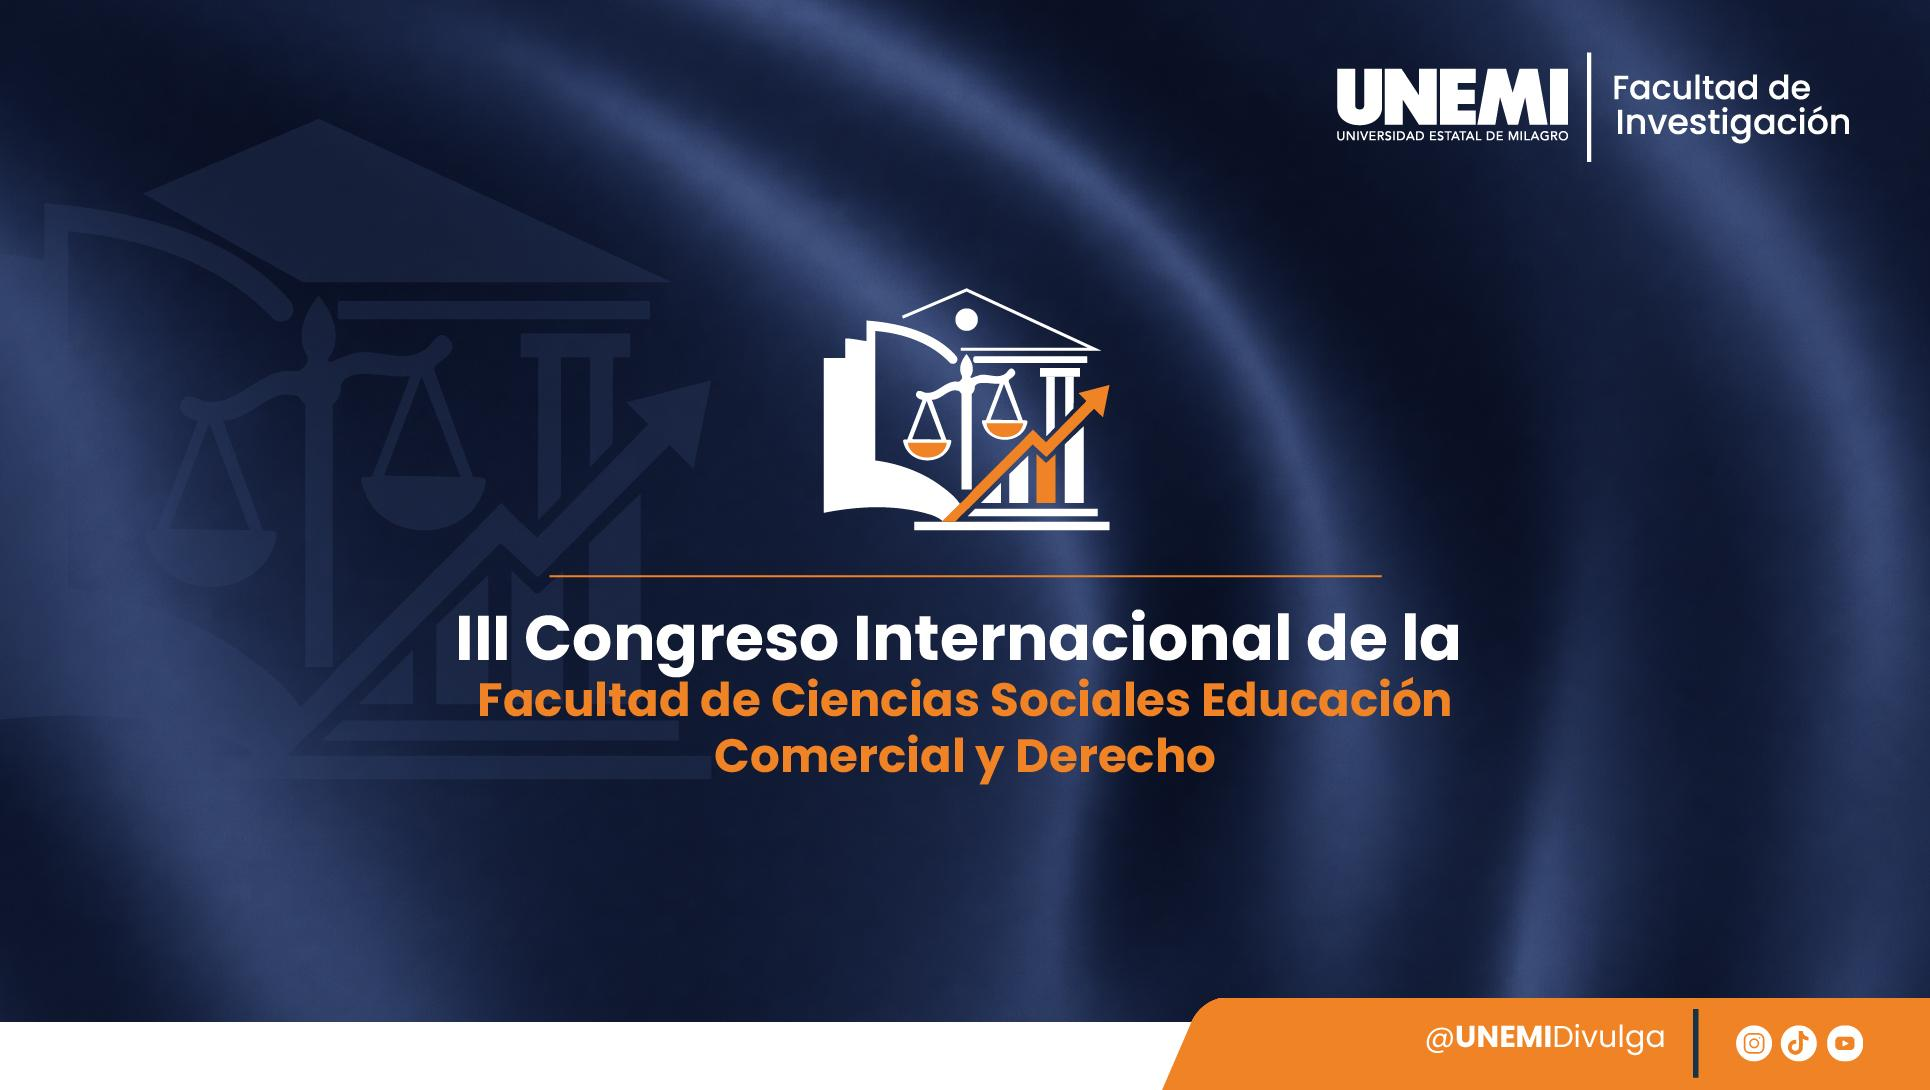 UNEMI
UNIVERSIDAD ESTATAL DE MILAGRO
Facultad de
Investigación
III Congreso Internacional de la
Facultad de Ciencias Sociales Educación
Comercial y Derecho
@UNEMIDivulga